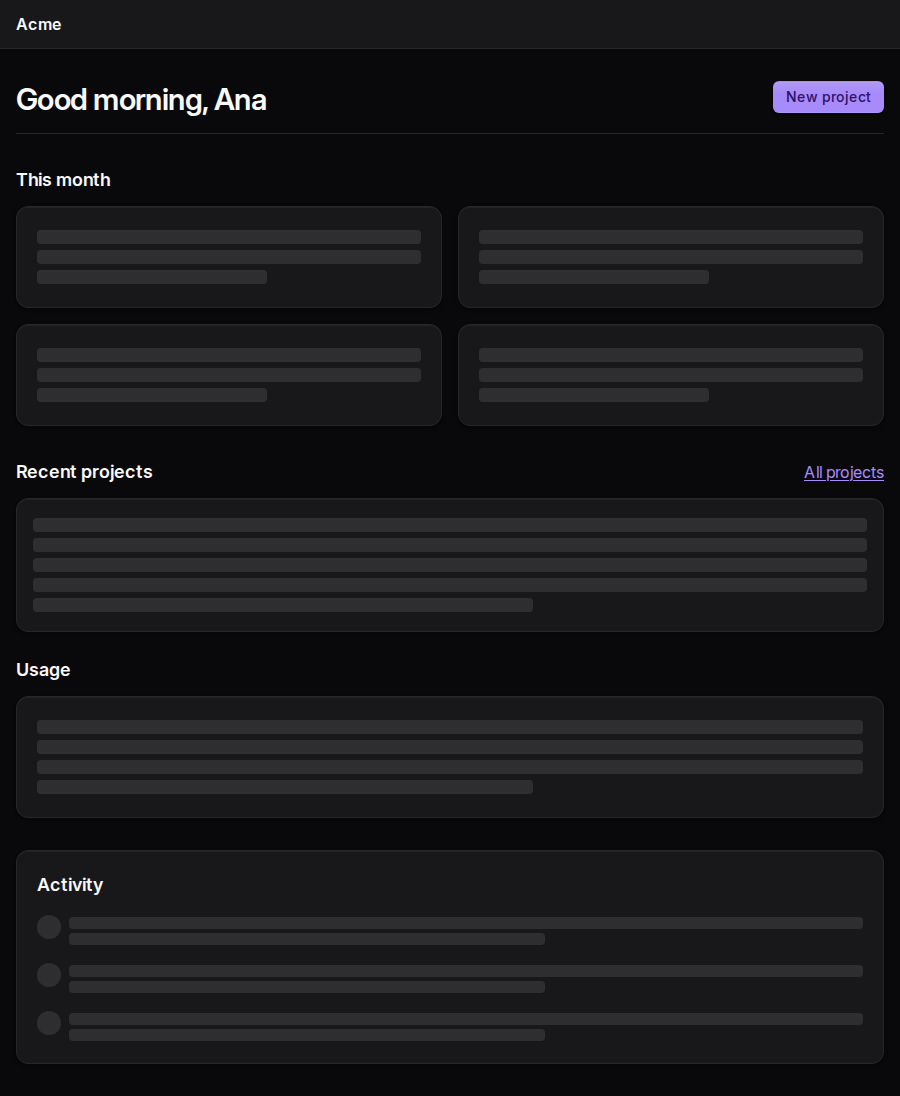 Acme
Good morning, Ana
New project
This month
Recent projects
All projects
Usage
Activity